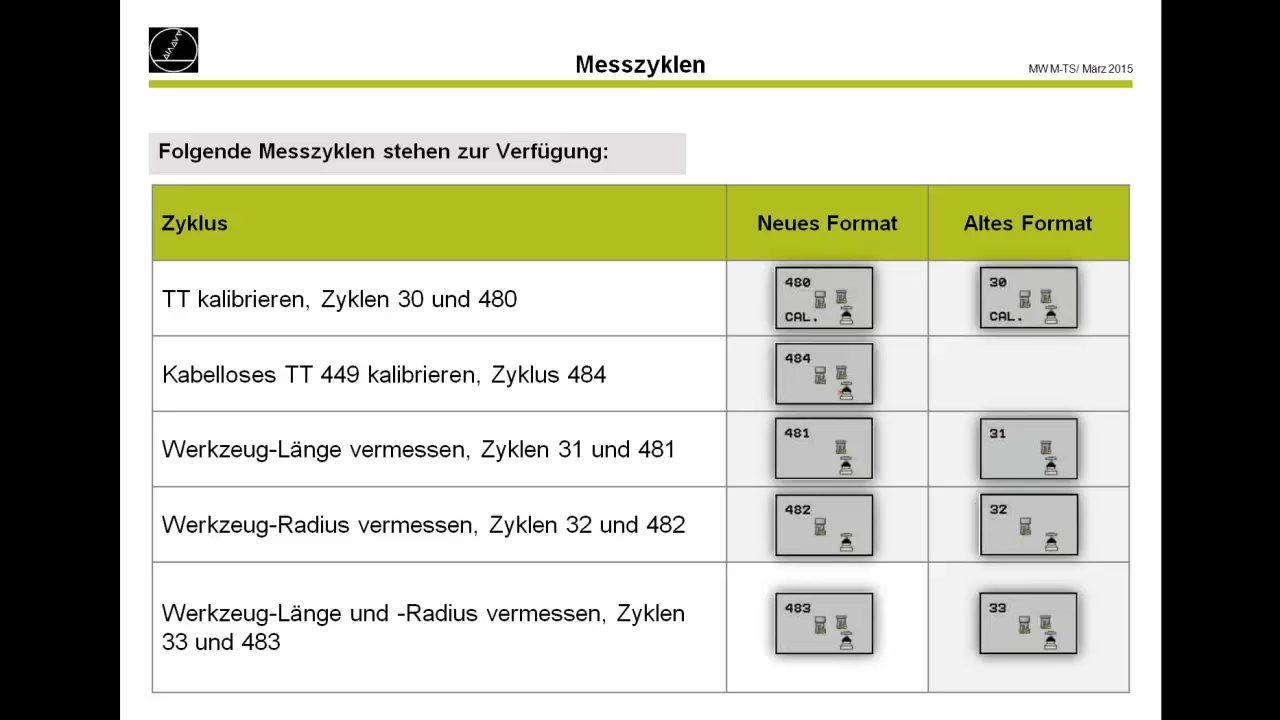 Messzyklen
MWM-TS/ März 2015
Folgende Messzyklen stehen zur Verfügung:
Zyklus Neues Format Altes Format
TT kalibrieren, Zyklen 30 und 480
480
CAL.
30
CAL.
Kabelloses TT 449 kalibrieren, Zyklus 484
484
Werkzeug-Länge vermessen, Zyklen 31 und 481
481
31
Werkzeug-Radius vermessen, Zyklen 32 und 482
482
32
Werkzeug-Länge und -Radius vermessen, Zyklen
33 und 483
483
33